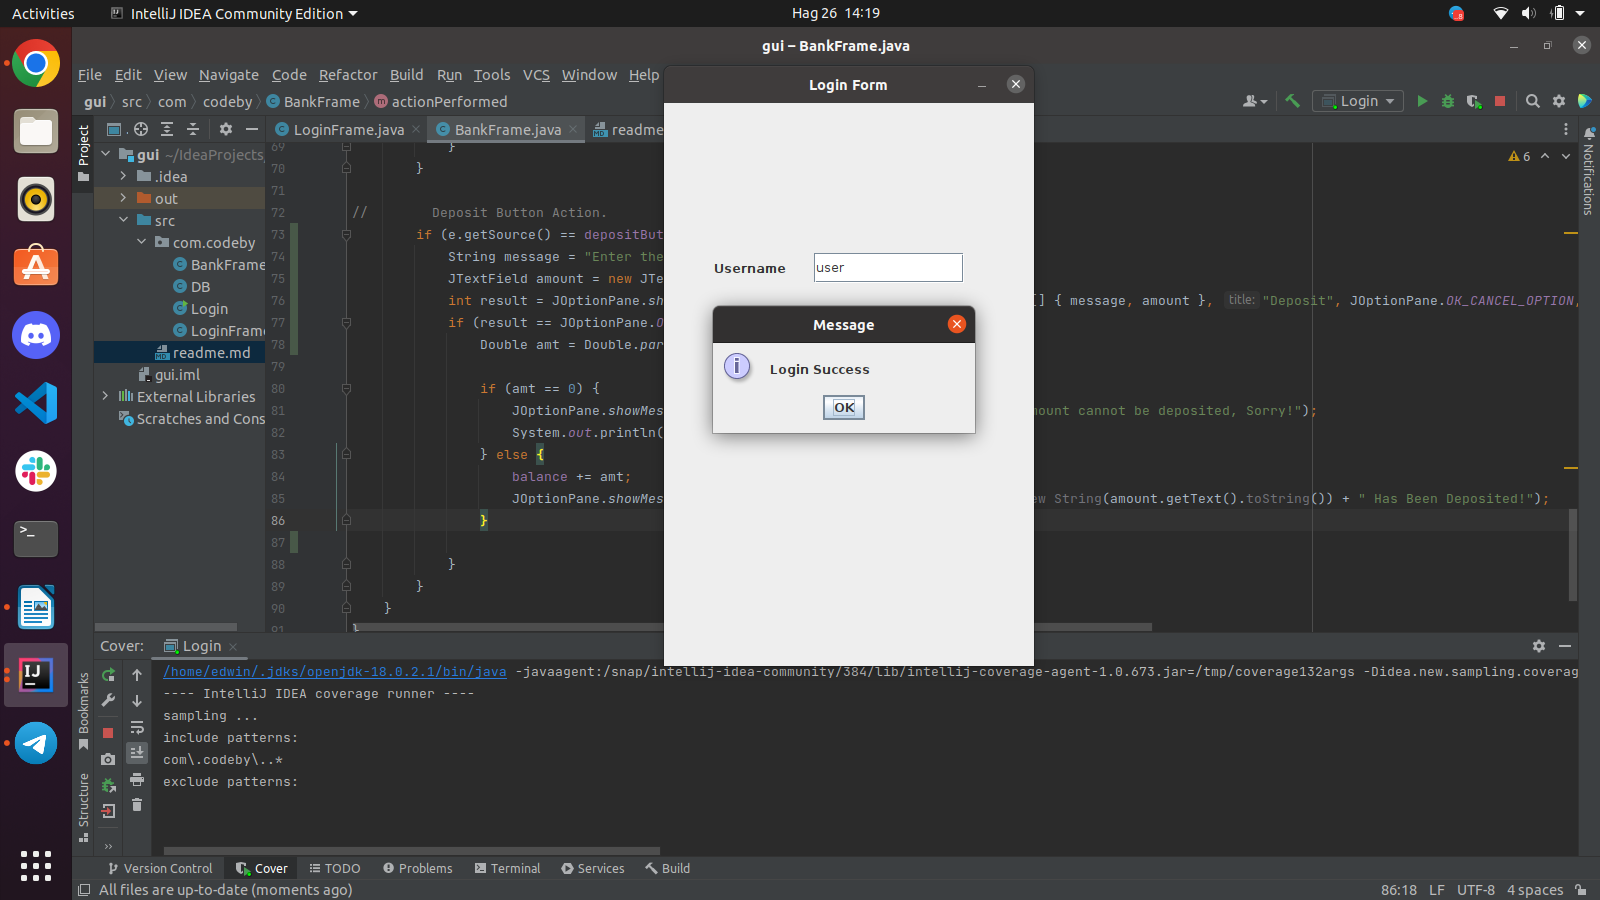 Activities
IntelliJ IDEA Community Edition
Hag 26 14:19
gui – BankFrame.java
File Edit View Navigate Code Refactor Build Run Tools VCS Window Help
gui src com codeby BankFrame actionPerformed
Login
Login Form
Project
LoginFrame.java
BankFrame.java
readme
gui ~/IdeaProjects
.idea
out
src
com.codeby
BankFrame
DB
Login
LoginFrame
readme.md
gui.iml
External Libraries
Scratches and Cons
6
Notifications
69 }
70 }
71
72 // Deposit Button Action.
73 if (e.getSource() == depositBut
74 String message = "Enter the
75 JTextField amount = new JTe
76 int result = JOptionPane.sh [] { message, amount }, title: "Deposit", JOptionPane.OK_CANCEL_OPTION,
77 if (result == JOptionPane.O
78 Double amt = Double.par
79
80 if (amt == 0) {
81 JOptionPane.showMes mount cannot be deposited, Sorry!");
82 System.out.println(
83 } else {
84 balance += amt;
85 JOptionPane.showMes ew String(amount.getText().toString()) + " Has Been Deposited!");
86 }
87
88 }
89 }
90 }
91 }
Username
user
Message
Login Success
OK
Cover:
Login
/home/edwin/.jdks/openjdk-18.0.2.1/bin/java -javaagent:/snap/intellij-idea-community/384/lib/intellij-coverage-agent-1.0.673.jar=/tmp/coverage132args -Didea.new.sampling.coverag
---- IntelliJ IDEA coverage runner ----
sampling ...
include patterns:
com\.codeby\..*
exclude patterns:
Bookmarks
Structure
Version Control
Cover
TODO
Problems
Terminal
Services
Build
All files are up-to-date (moments ago)
86:18 LF UTF-8 4 spaces